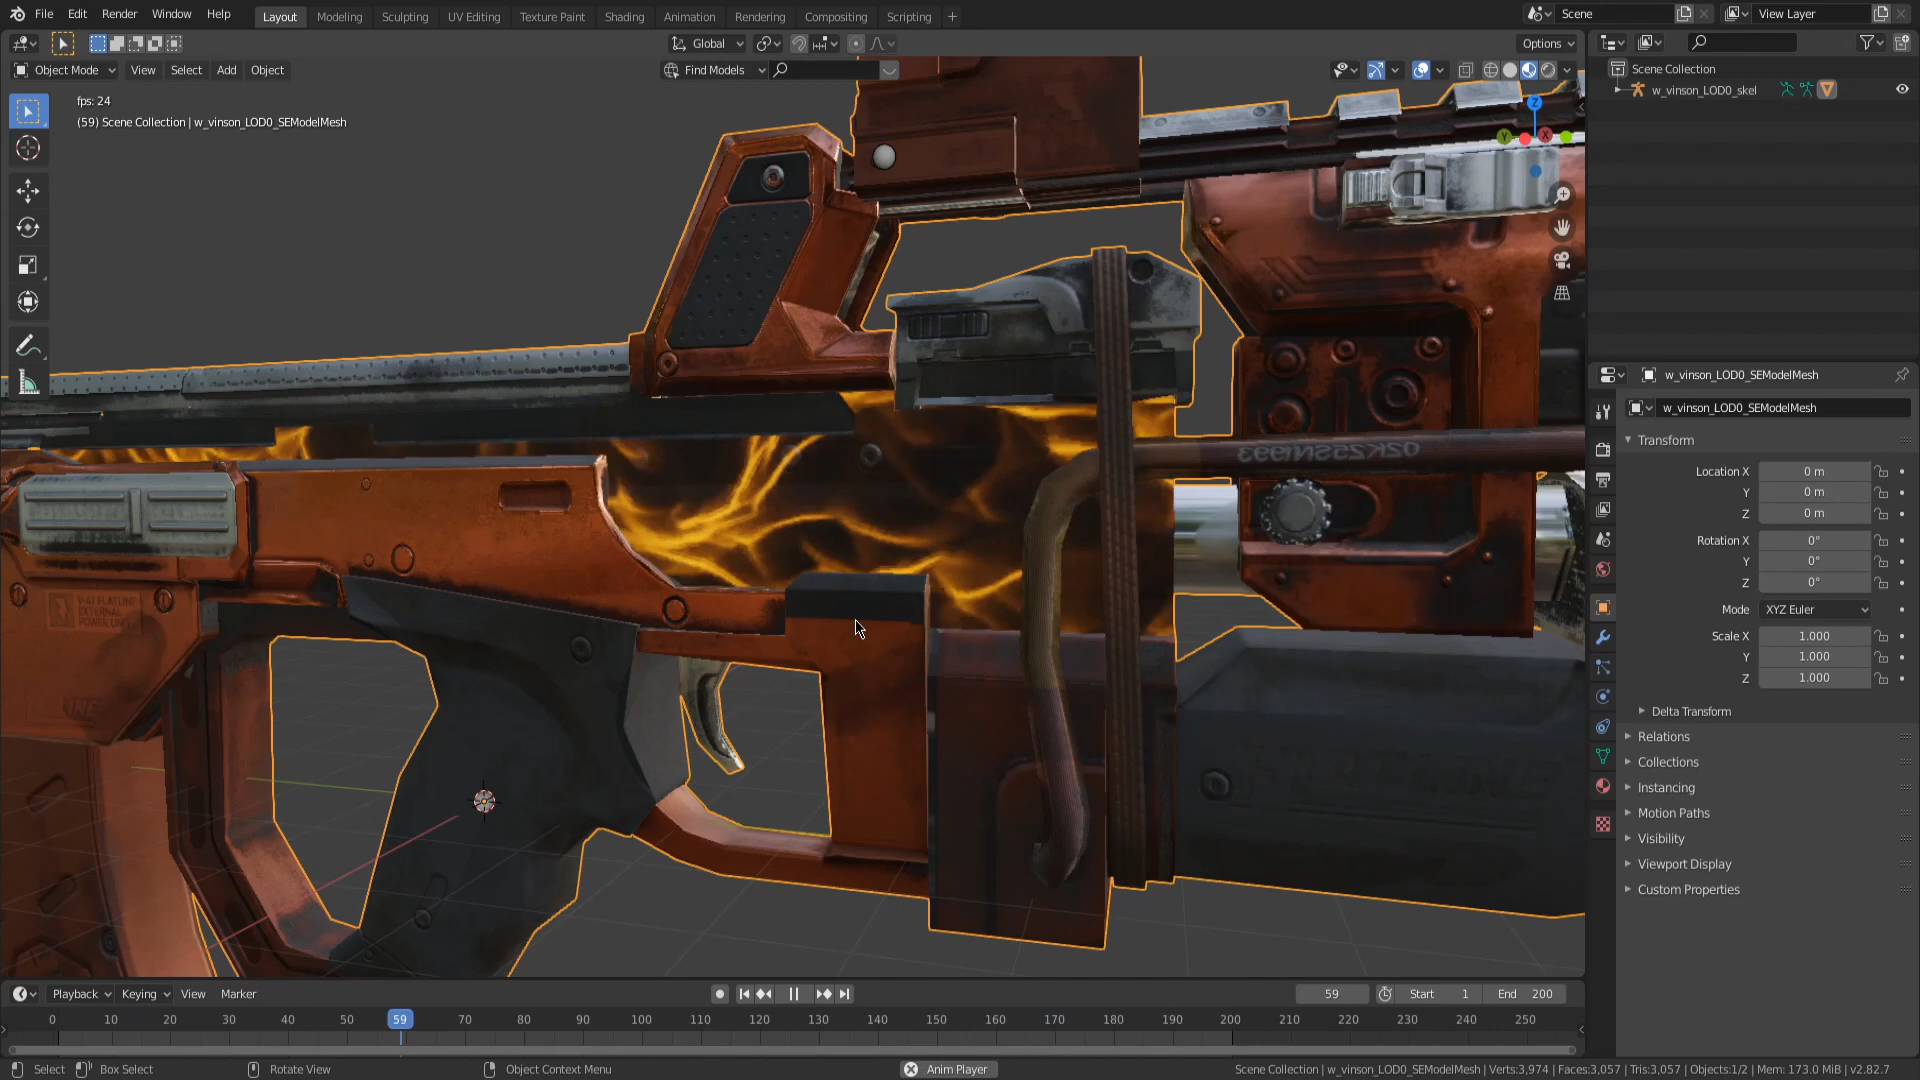 File Edit Render Window Help
Layout Modeling Sculpting UV Editing Texture Paint Shading Animation Rendering Compositing Scripting +
Scene
View Layer
Global
Options
Object Mode View Select Add Object
Find Models
fps: 24
(59) Scene Collection | w_vinson_LOD0_SEModelMesh
Z
Y
X
V-47 FLATLINE
EXTERNAL
POWER UNIT
Scene Collection
w_vinson_LOD0_skel
w_vinson_LOD0_SEModelMesh
w_vinson_LOD0_SEModelMesh
Transform
Location X 0 m
Y 0 m
Z 0 m
Rotation X 0°
Y 0°
Z 0°
Mode XYZ Euler
Scale X 1.000
Y 1.000
Z 1.000
Delta Transform
Relations
Collections
Instancing
Motion Paths
Visibility
Viewport Display
Custom Properties
Playback Keying View Marker
59 Start 1 End 200
0 10 20 30 40 50 59 70 80 90 100 110 120 130 140 150 160 170 180 190 200 210 220 230 240 250
Select Box Select Rotate View Object Context Menu Anim Player
Scene Collection | w_vinson_LOD0_SEModelMesh | Verts:3,974 | Faces:3,057 | Tris:3,057 | Objects:1/2 | Mem: 173.0 MiB | v2.82.7